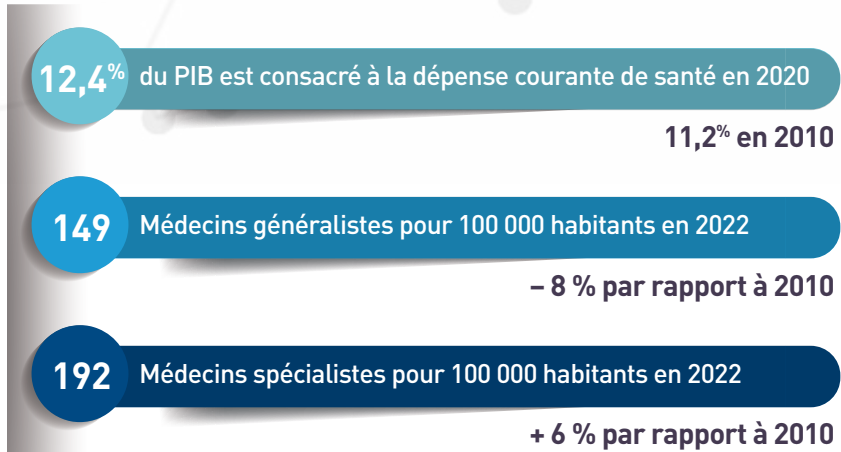 12,4% du PIB est consacré à la dépense courante de santé en 2020
11,2% en 2010
149 Médecins généralistes pour 100 000 habitants en 2022
– 8 % par rapport à 2010
192 Médecins spécialistes pour 100 000 habitants en 2022
+ 6 % par rapport à 2010